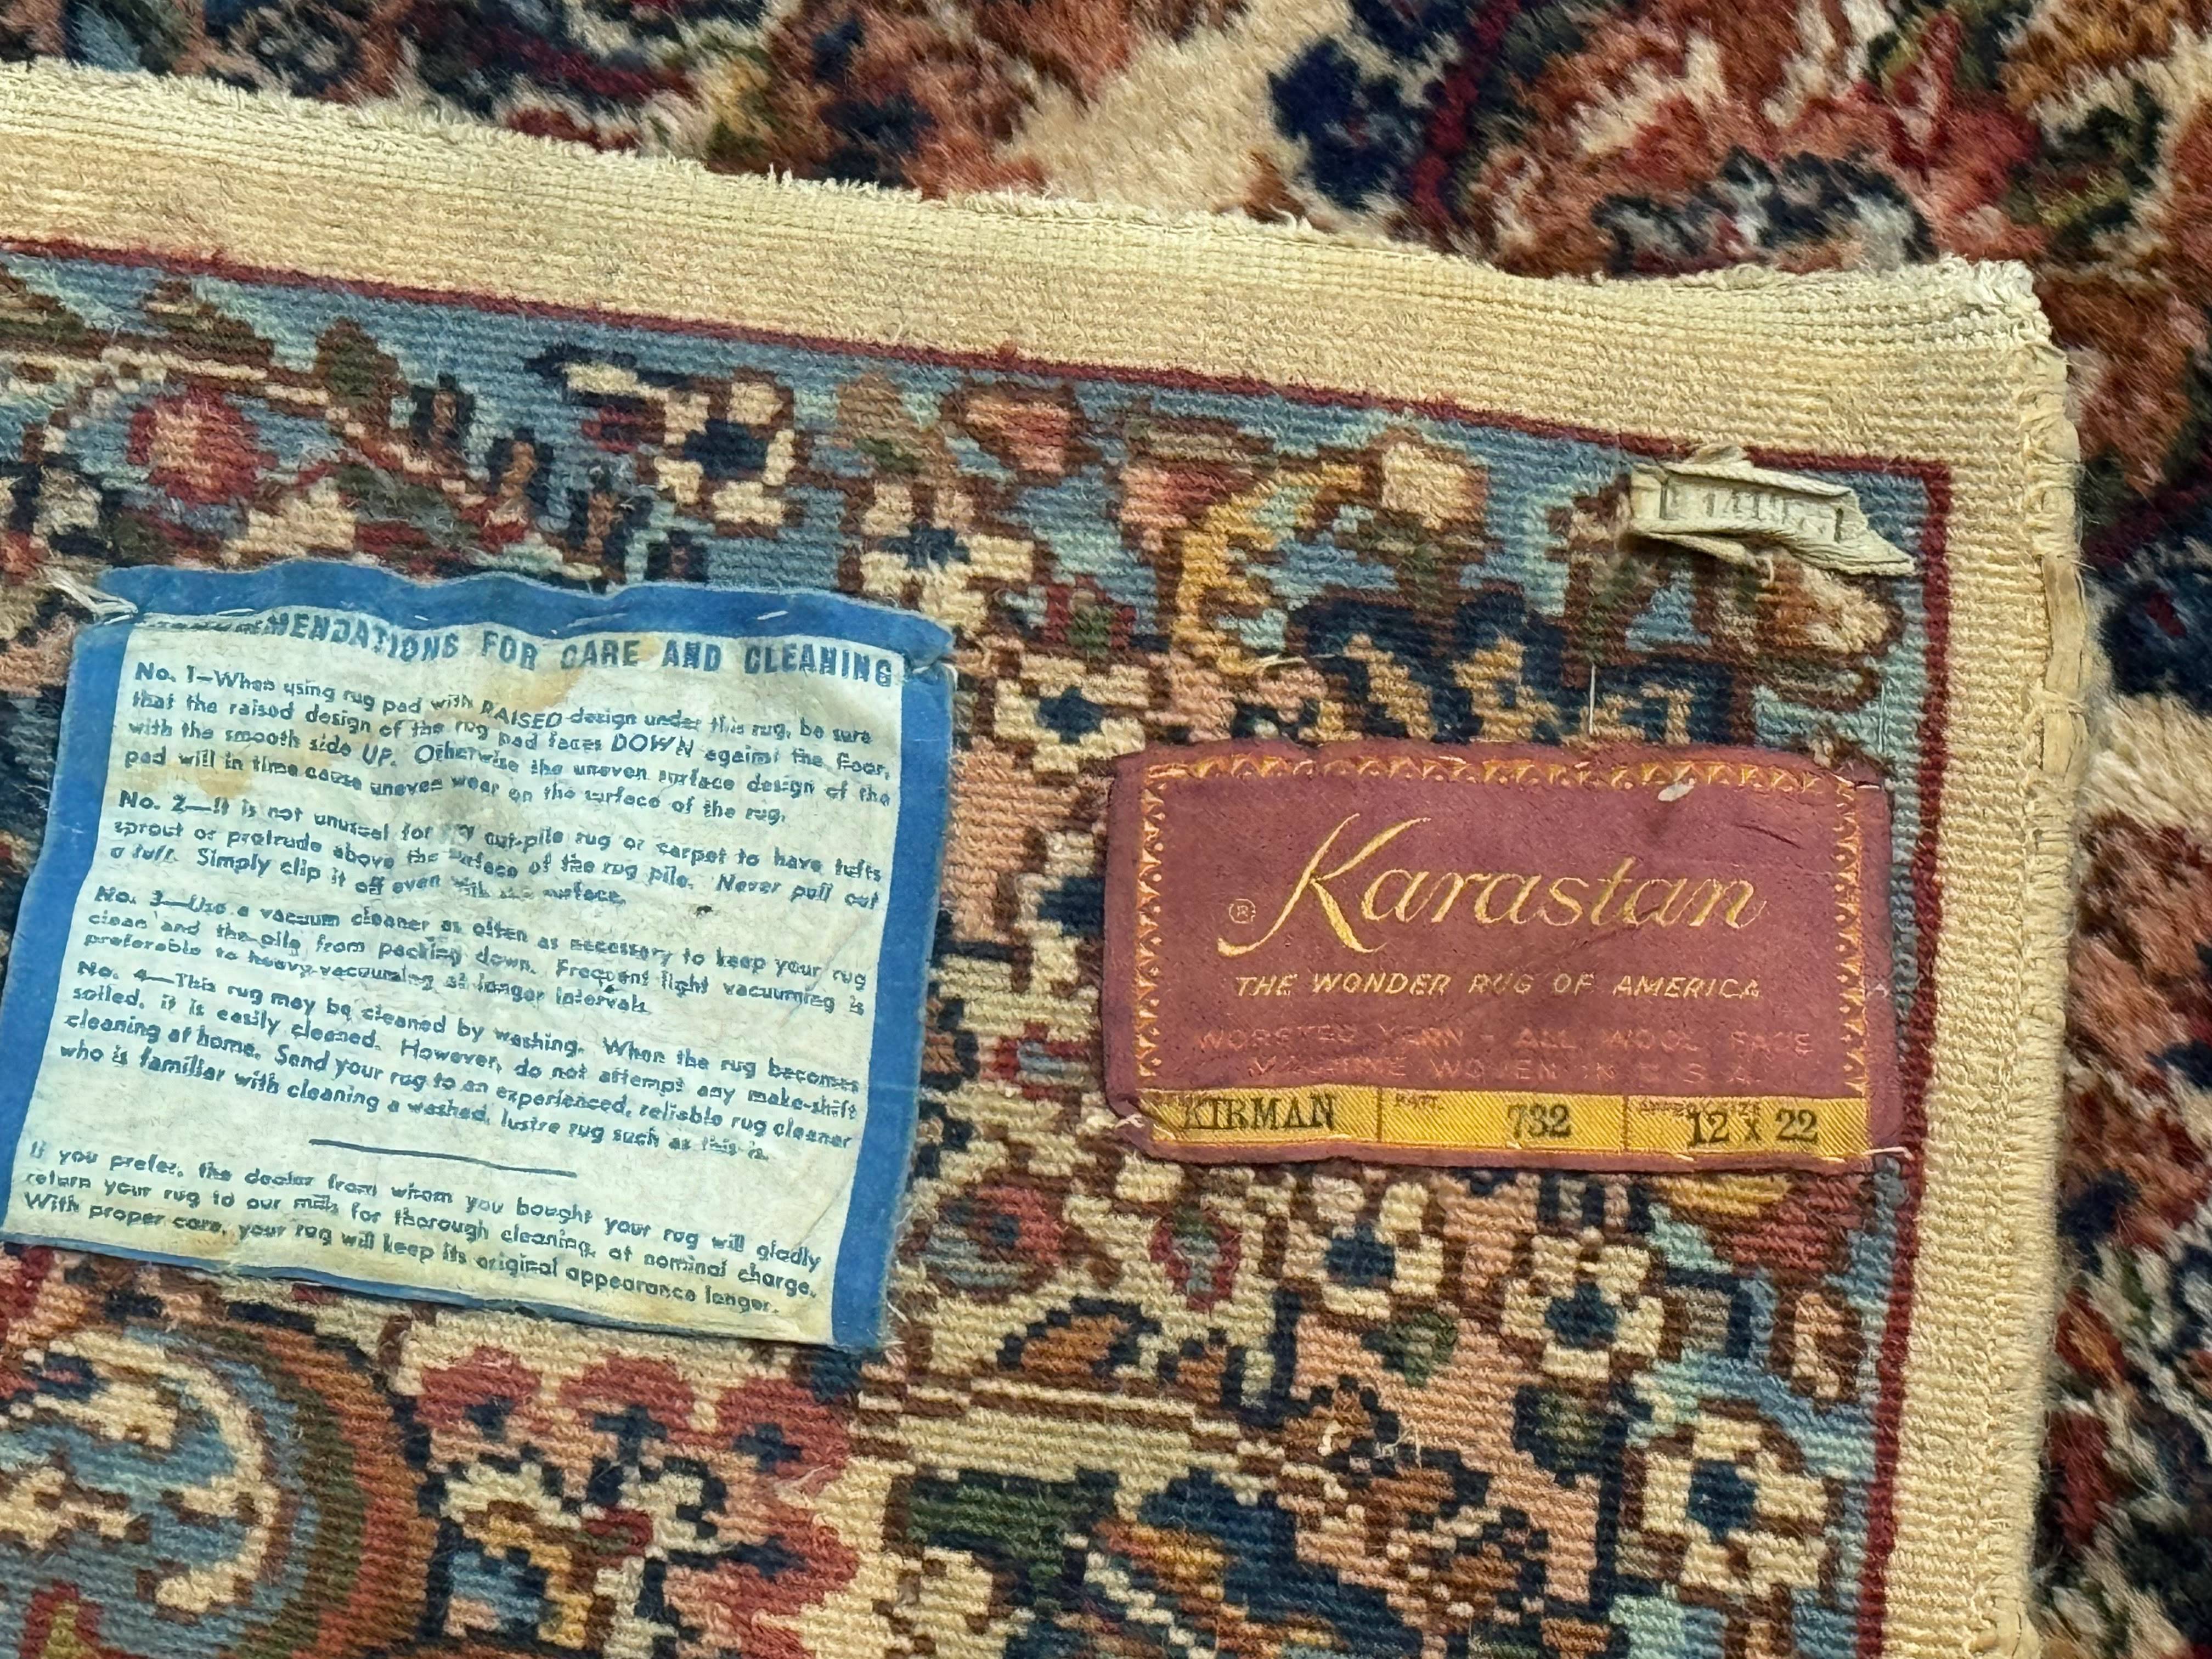 MENDATIONS FOR CARE AND CLEANING
No. 1—When using rug pad with RAISED design under this rug, be sure
that the raised design of the rug pad faces DOWN against the floor,
with the smooth side UP. Otherwise the uneven surface design of the
pad will in time cause uneven wear on the surface of the rug.
No. 2—It is not unusual for cut-pile rug or carpet to have tufts
sprout or protrude above the surface of the rug pile. Never pull out
a tuft. Simply clip it off even with the surface.
No. 3—Use a vacuum cleaner as often as necessary to keep your rug
clean and the pile from packing down. Frequent light vacuuming is
preferable to heavy vacuuming at longer intervals.
No. 4—This rug may be cleaned by washing. When the rug becomes
soiled, it is easily cleaned. However, do not attempt any make-shift
cleaning at home. Send your rug to an experienced, reliable rug cleaner
who is familiar with cleaning a washed, lustre rug such as this is.
If you prefer, the dealer from whom you bought your rug will gladly
return your rug to our mills for thorough cleaning, at nominal charge.
With proper care, your rug will keep its original appearance longer.
® Karastan
THE WONDER RUG OF AMERICA
WORSTED YARN - ALL WOOL FACE
MACHINE WOVEN IN U.S.A.
KIRMAN PATT. 732 12 x 22